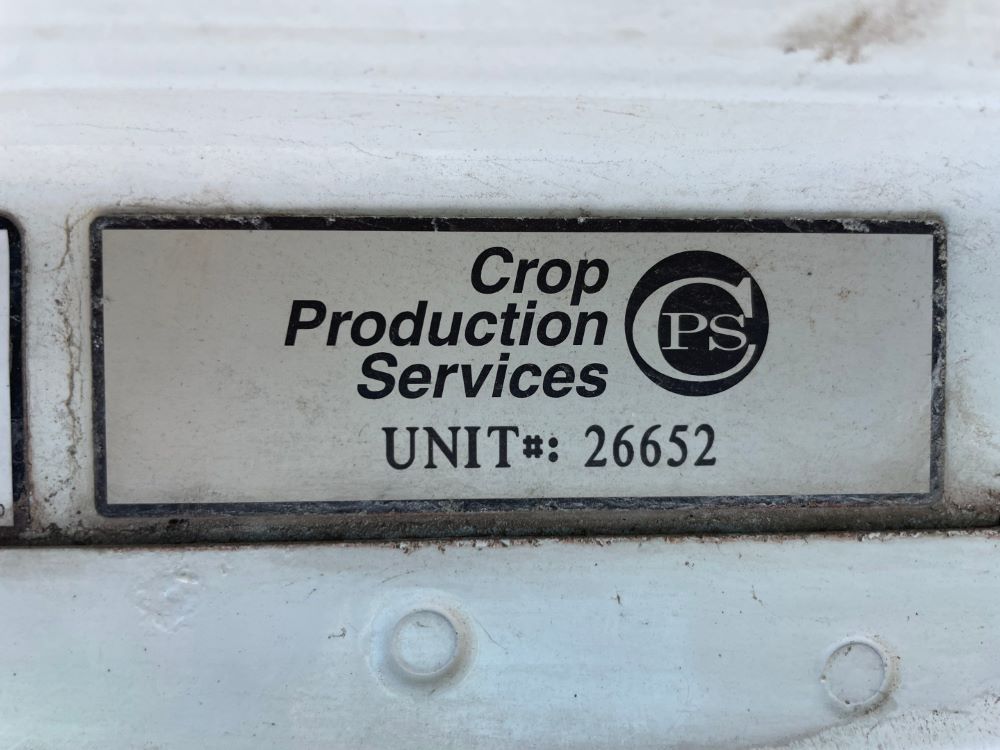 Crop
Production
Services
CPS
UNIT#: 26652